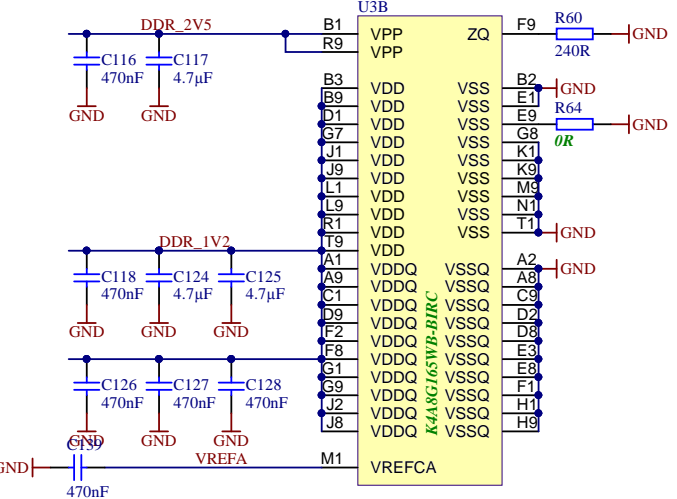 U3B
DDR_2V5
B1 VPP ZQ F9 R60 GND
R9 VPP 240R
C116 C117
470nF 4.7µF
GND GND
B3 VDD VSS B2 GND
B9 VDD VSS E1 R64
D1 VDD VSS E9 GND
G7 VDD VSS G8 0R
J1 VDD VSS K1
J9 VDD VSS K9
L1 VDD VSS M9
L9 VDD VSS N1
R1 VDD VSS T1 GND
DDR_1V2
T9 VDD
A1 VDDQ VSSQ A2 GND
C118 C124 C125
470nF 4.7µF 4.7µF
GND GND GND
A9 VDDQ VSSQ A8
C1 VDDQ VSSQ C9
D9 VDDQ VSSQ D2
F2 VDDQ VSSQ D8
F8 VDDQ VSSQ E3
G1 VDDQ VSSQ E8
G9 VDDQ VSSQ F1
J2 VDDQ VSSQ H1
J8 VDDQ VSSQ H9
K4A8G165WB-BIRC
C126 C127 C128
470nF 470nF 470nF
GND GND GND
C139
GND VREFA M1 VREFCA
470nF